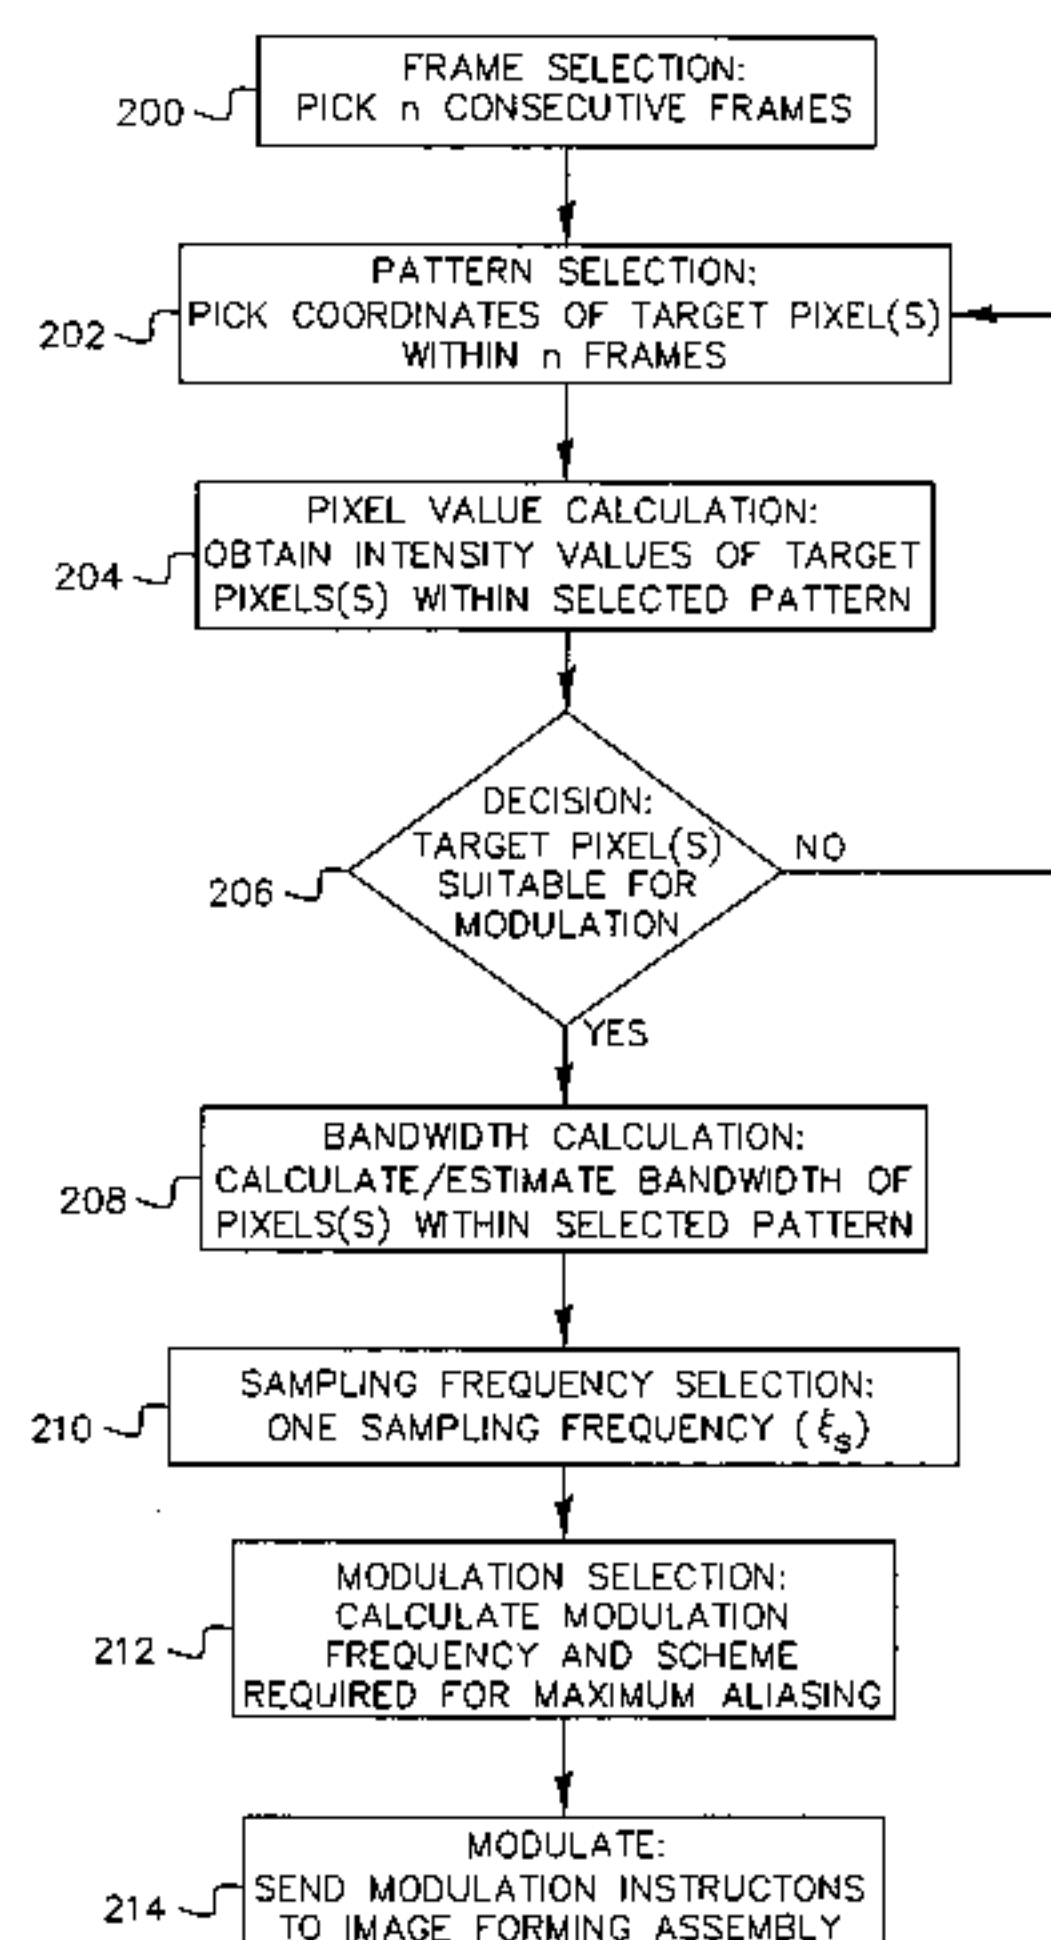 FRAME SELECTION:
PICK n CONSECUTIVE FRAMES
200
PATTERN SELECTION:
PICK COORDINATES OF TARGET PIXEL(S)
WITHIN n FRAMES
202
PIXEL VALUE CALCULATION:
OBTAIN INTENSITY VALUES OF TARGET
PIXELS(S) WITHIN SELECTED PATTERN
204
DECISION:
TARGET PIXEL(S)
SUITABLE FOR
MODULATION
206
NO
YES
BANDWIDTH CALCULATION:
CALCULATE/ESTIMATE BANDWIDTH OF
PIXELS(S) WITHIN SELECTED PATTERN
208
SAMPLING FREQUENCY SELECTION:
ONE SAMPLING FREQUENCY (ξs)
210
MODULATION SELECTION:
CALCULATE MODULATION
FREQUENCY AND SCHEME
REQUIRED FOR MAXIMUM ALIASING
212
MODULATE:
SEND MODULATION INSTRUCTONS
TO IMAGE FORMING ASSEMBLY
214